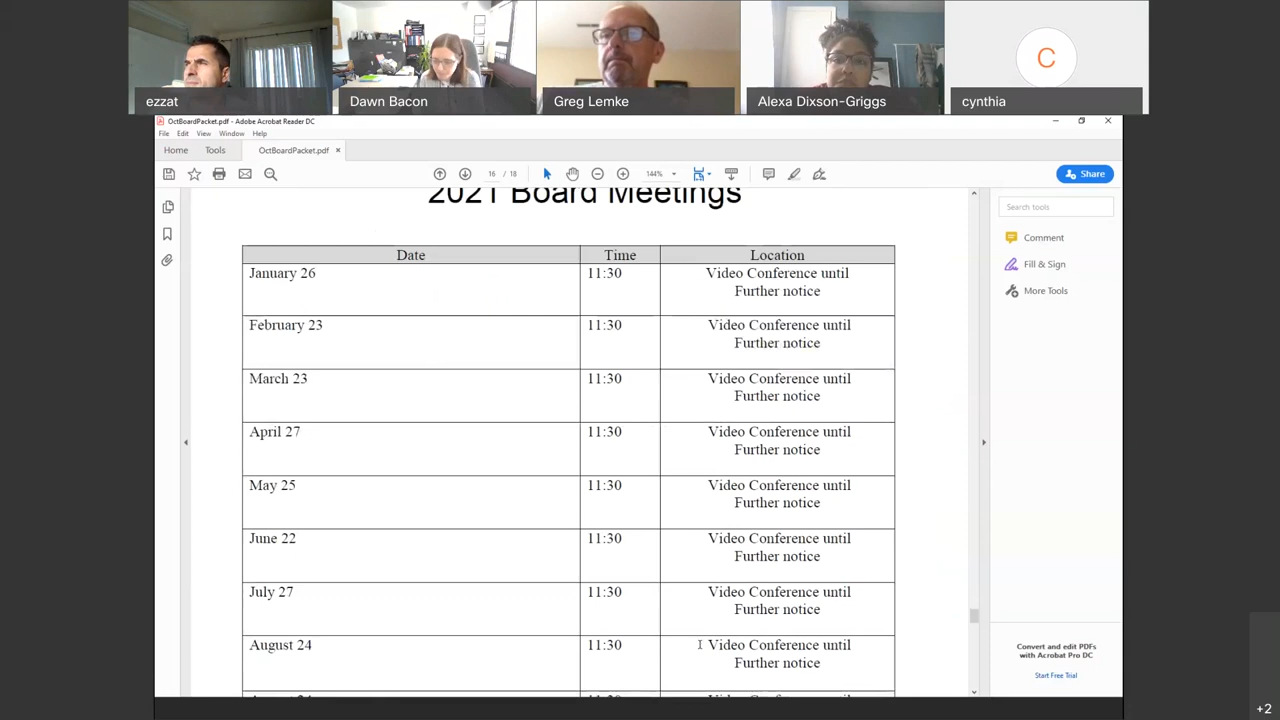 C
ezzat
Dawn Bacon
Greg Lemke
Alexa Dixson-Griggs
cynthia
OctBoardPacket.pdf - Adobe Acrobat Reader DC
File Edit View Window Help
Home Tools OctBoardPacket.pdf ×
16 / 18 144% Share
2021 Board Meetings
Date Time Location
January 26 11:30 Video Conference until
Further notice
February 23 11:30 Video Conference until
Further notice
March 23 11:30 Video Conference until
Further notice
April 27 11:30 Video Conference until
Further notice
May 25 11:30 Video Conference until
Further notice
June 22 11:30 Video Conference until
Further notice
July 27 11:30 Video Conference until
Further notice
August 24 11:30 Video Conference until
Further notice
Search tools
Comment
Fill & Sign
More Tools
Convert and edit PDFs
with Acrobat Pro DC
Start Free Trial
+2